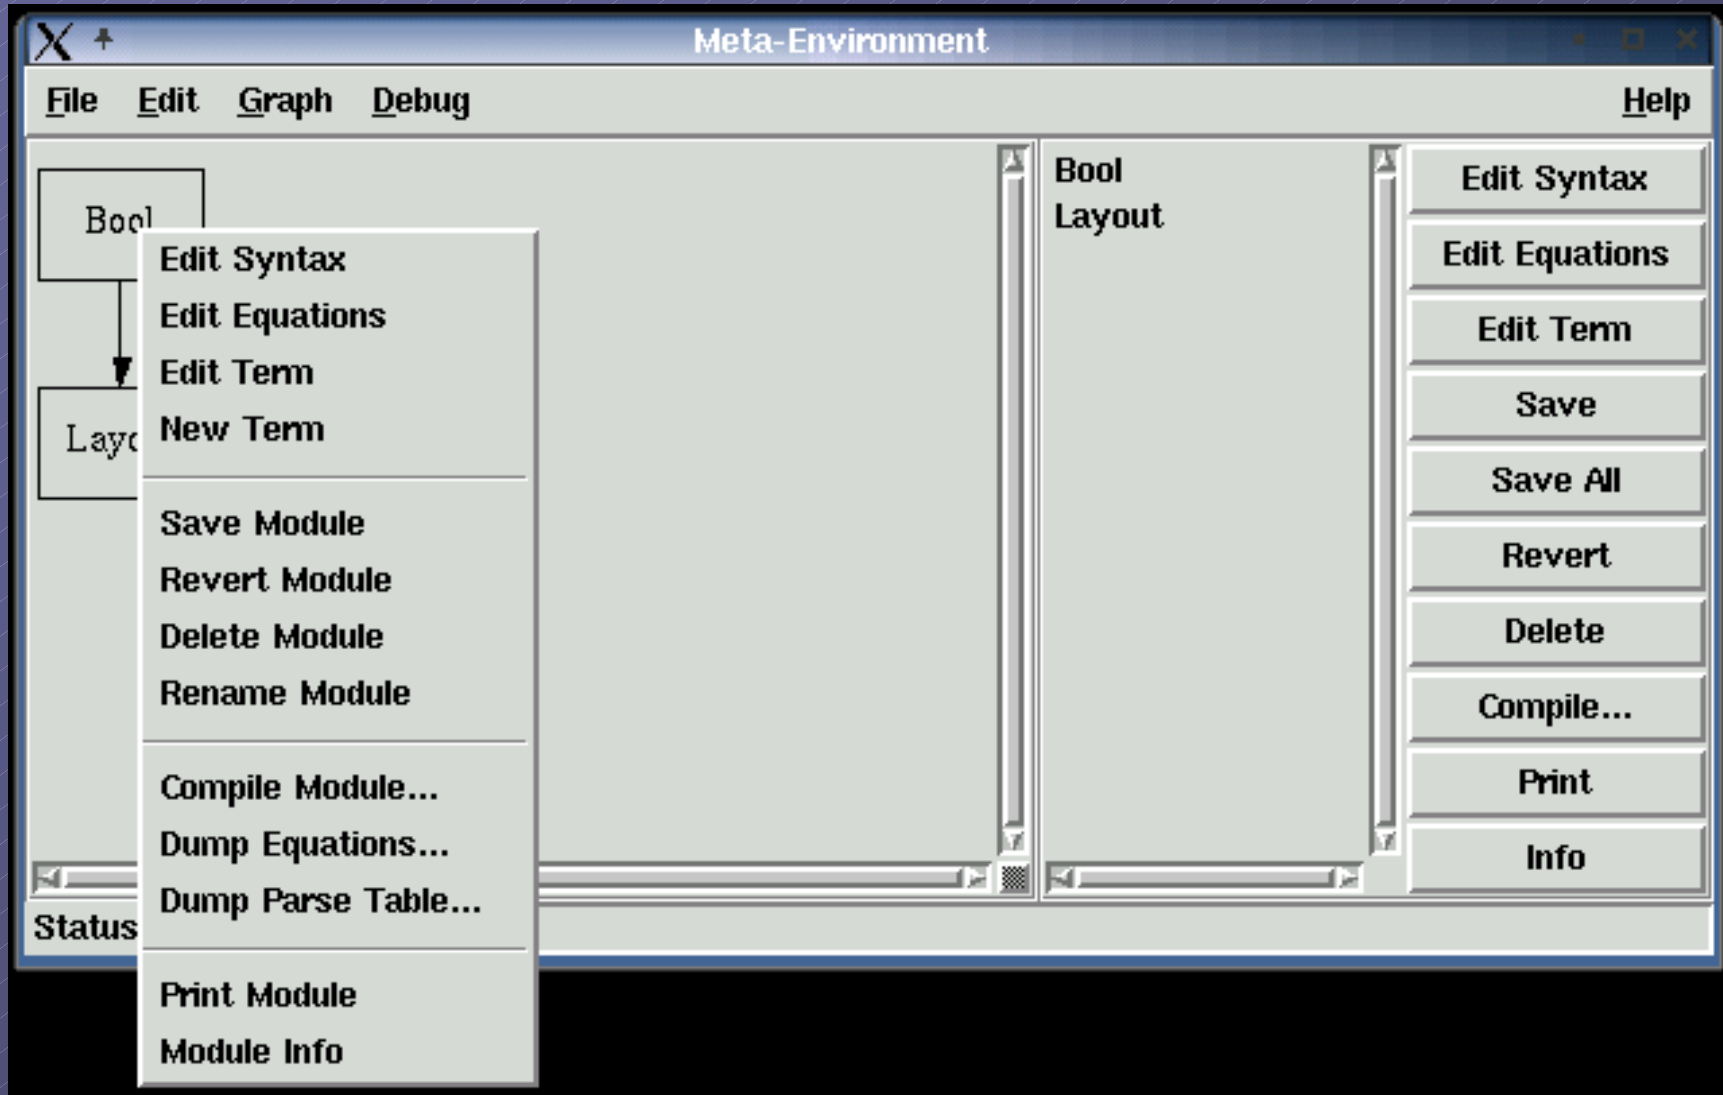 Meta-Environment
File Edit Graph Debug Help
Bool
Edit Syntax
Edit Equations
Edit Term
New Term
Save Module
Revert Module
Delete Module
Rename Module
Compile Module...
Dump Equations...
Dump Parse Table...
Print Module
Module Info
Status
Bool
Layout
Edit Syntax
Edit Equations
Edit Term
Save
Save All
Revert
Delete
Compile...
Print
Info